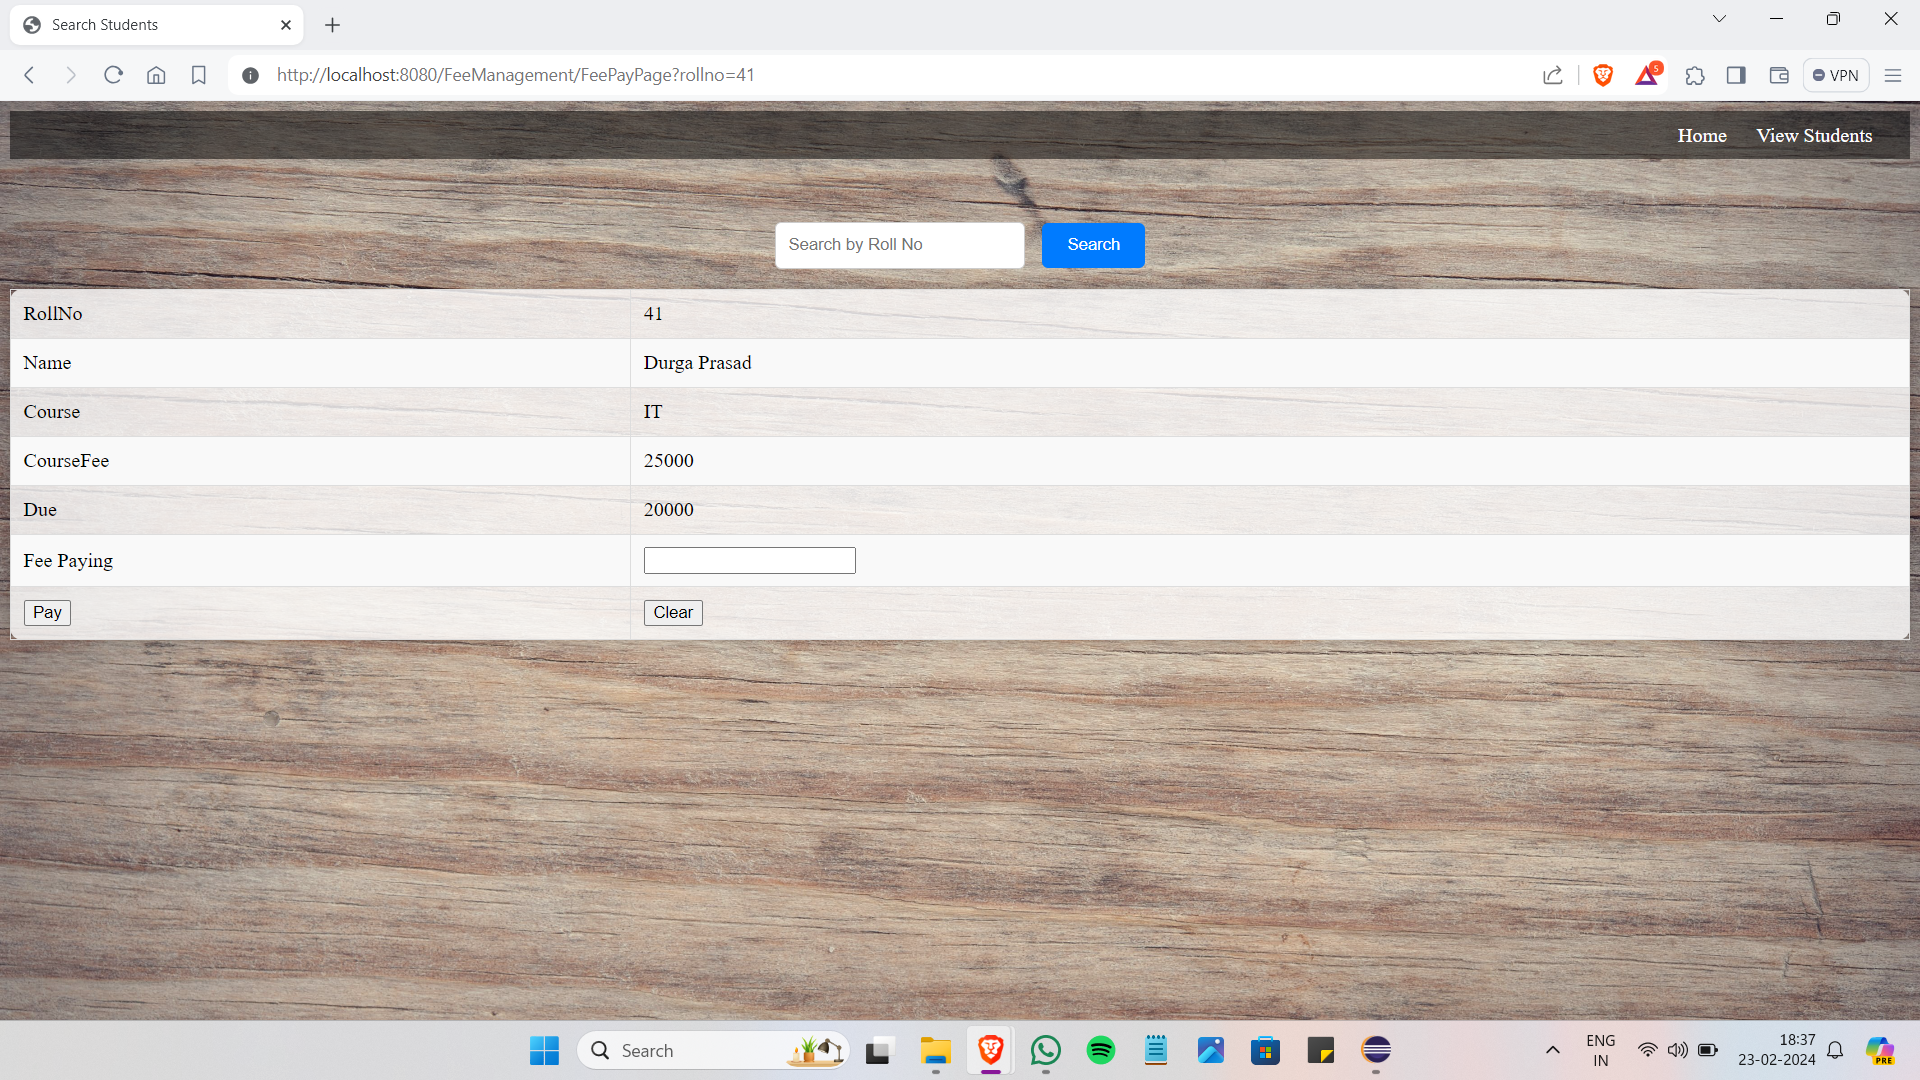 Search Students
http://localhost:8080/FeeManagement/FeePayPage?rollno=41
5
VPN
Home View Students
Search by Roll No Search
RollNo 41
Name Durga Prasad
Course IT
CourseFee 25000
Due 20000
Fee Paying
Pay Clear
Search
ENG
IN
18:37
23-02-2024
PRE